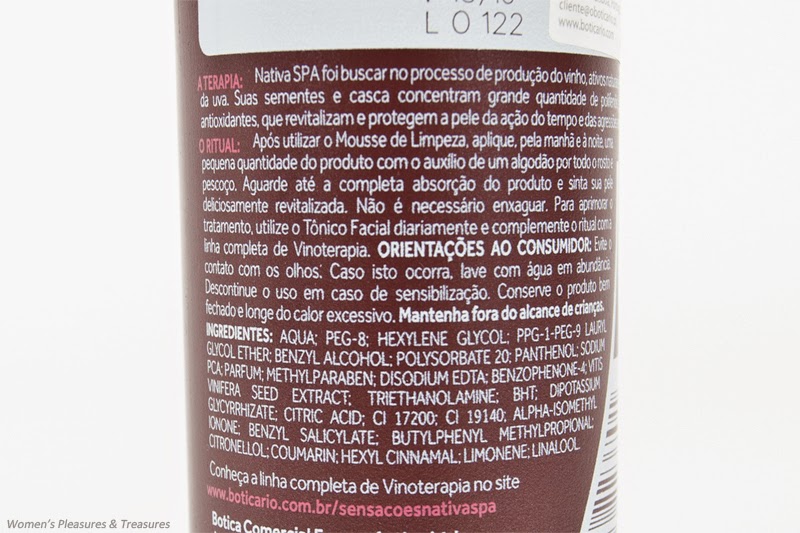 L O 122
cliente@oboticario.c
www.boticario.com
A TERAPIA: Nativa SPA foi buscar no processo de produção do vinho, ativos natur
da uva. Suas sementes e casca concentram grande quantidade de polifen
antioxidantes, que revitalizam e protegem a pele da ação do tempo e das agress
O RITUAL: Após utilizar o Mousse de Limpeza, aplique, pela manhã e à noite, uma
pequena quantidade do produto com o auxílio de um algodão por todo o rosto e
pescoço. Aguarde até a completa absorção do produto e sinta sua pele
deliciosamente revitalizada. Não é necessário enxaguar. Para aprimorar o
tratamento, utilize o Tônico Facial diariamente e complemente o ritual com a
linha completa de Vinoterapia. ORIENTAÇÕES AO CONSUMIDOR: Evite o
contato com os olhos. Caso isto ocorra, lave com água em abundância.
Descontinue o uso em caso de sensibilização. Conserve o produto bem
fechado e longe do calor excessivo. Mantenha fora do alcance de crianças.
INGREDIENTES: AQUA; PEG-8; HEXYLENE GLYCOL; PPG-1-PEG-9 LAURYL
GLYCOL ETHER; BENZYL ALCOHOL; POLYSORBATE 20; PANTHENOL; SODIUM
PCA; PARFUM; METHYLPARABEN; DISODIUM EDTA; BENZOPHENONE-4; VITIS
VINIFERA SEED EXTRACT; TRIETHANOLAMINE; BHT; DIPOTASSIUM
GLYCYRRHIZATE; CITRIC ACID; CI 17200; CI 19140; ALPHA-ISOMETHYL
IONONE; BENZYL SALICYLATE; BUTYLPHENYL METHYLPROPIONAL;
CITRONELLOL; COUMARIN; HEXYL CINNAMAL; LIMONENE; LINALOOL
Conheça a linha completa de Vinoterapia no site
www.boticario.com.br/sensacoesnativaspa
Botica Comercial
Women's Pleasures & Treasures